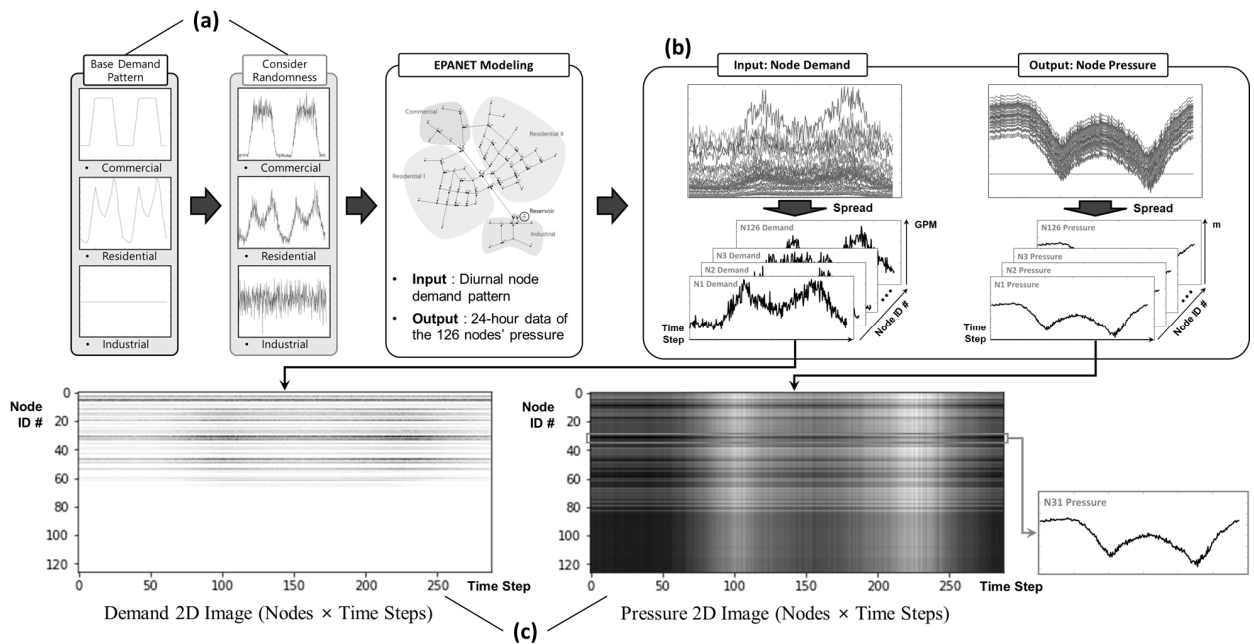 (a)
Base Demand
Pattern
• Commercial
• Residential
• Industrial
Consider
Randomness
• Commercial
• Residential
• Industrial
EPANET Modeling
Commercial
Residential II
Residential I
Reservoir
Industrial
• Input : Diurnal node
demand pattern
• Output : 24-hour data of
the 126 nodes' pressure
(b)
Input: Node Demand
Spread
GPM
N126 Demand
N3 Demand
N2 Demand
N1 Demand
Node ID #
Time
Step
Output: Node Pressure
Spread
m
N126 Pressure
N3 Pressure
N2 Pressure
N1 Pressure
Node ID #
Time
Step
Node
ID #
0
20
40
60
80
100
120
0 50 100 150 200 250 Time Step
Demand 2D Image (Nodes × Time Steps)
Node
ID #
0
20
40
60
80
100
120
0 50 100 150 200 250 Time Step
Pressure 2D Image (Nodes × Time Steps)
N31 Pressure
(c)